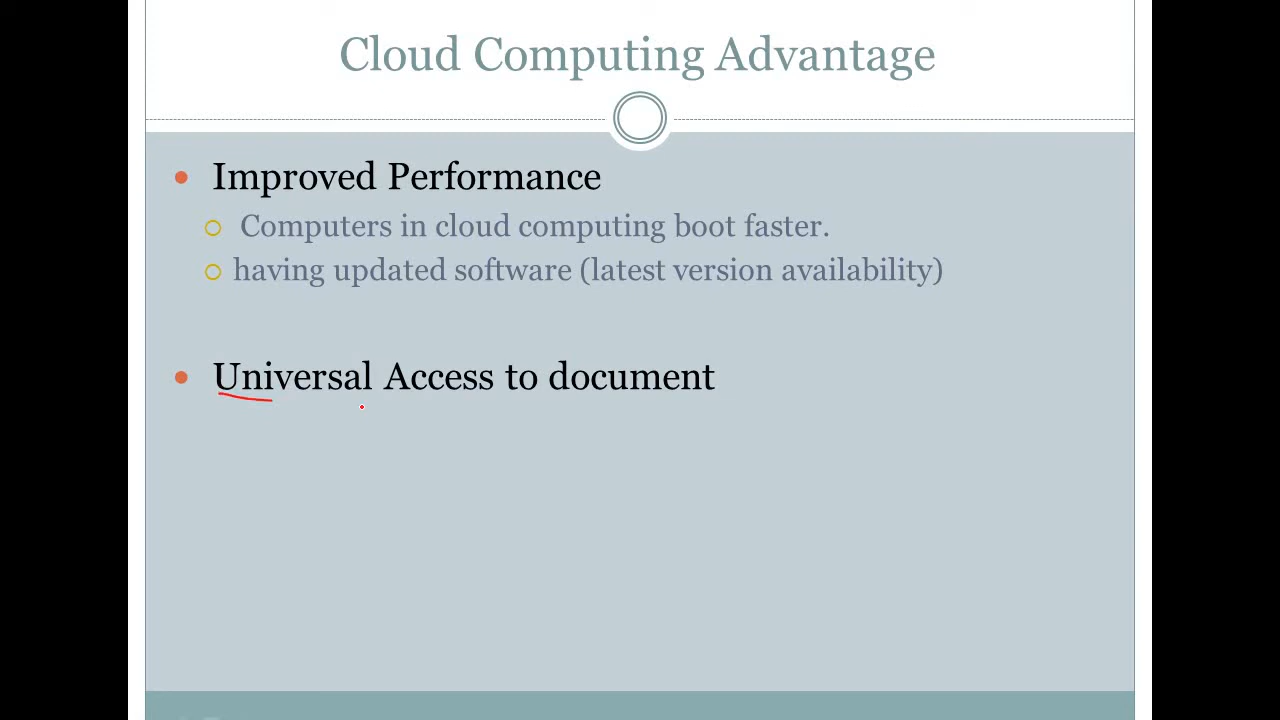 Cloud Computing Advantage
Improved Performance
Computers in cloud computing boot faster.
having updated software (latest version availability)
Universal Access to document